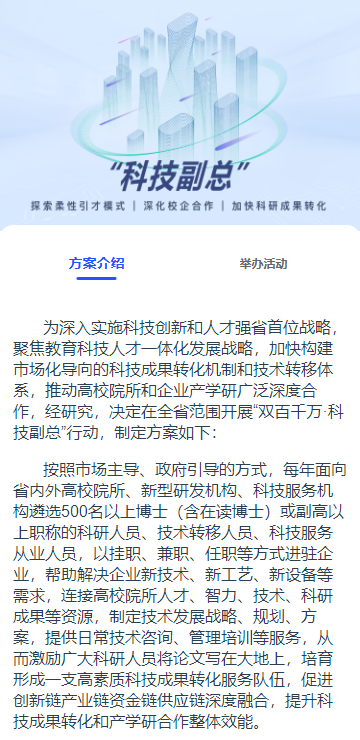 “科技副总”
探索柔性引才模式 | 深化校企合作 | 加快科研成果转化
方案介绍 举办活动
为深入实施科技创新和人才强省首位战略，
聚焦教育科技人才一体化发展战略，加快构建
市场化导向的科技成果转化机制和技术转移体
系，推动高校院所和企业产学研广泛深度合
作，经研究，决定在全省范围开展“双百千万·科
技副总”行动，制定方案如下：
按照市场主导、政府引导的方式，每年面向
省内外高校院所、新型研发机构、科技服务机
构遴选500名以上博士（含在读博士）或副高以
上职称的科研人员、技术转移人员、科技服务
从业人员，以挂职、兼职、任职等方式进驻企
业，帮助解决企业新技术、新工艺、新设备等
需求，连接高校院所人才、智力、技术、科研
成果等资源，制定技术发展战略、规划、方
案，提供日常技术咨询、管理培训等服务，从
而激励广大科研人员将论文写在大地上，培育
形成一支高素质科技成果转化服务队伍，促进
创新链产业链资金链供应链深度融合，提升科
技成果转化和产学研合作整体效能。